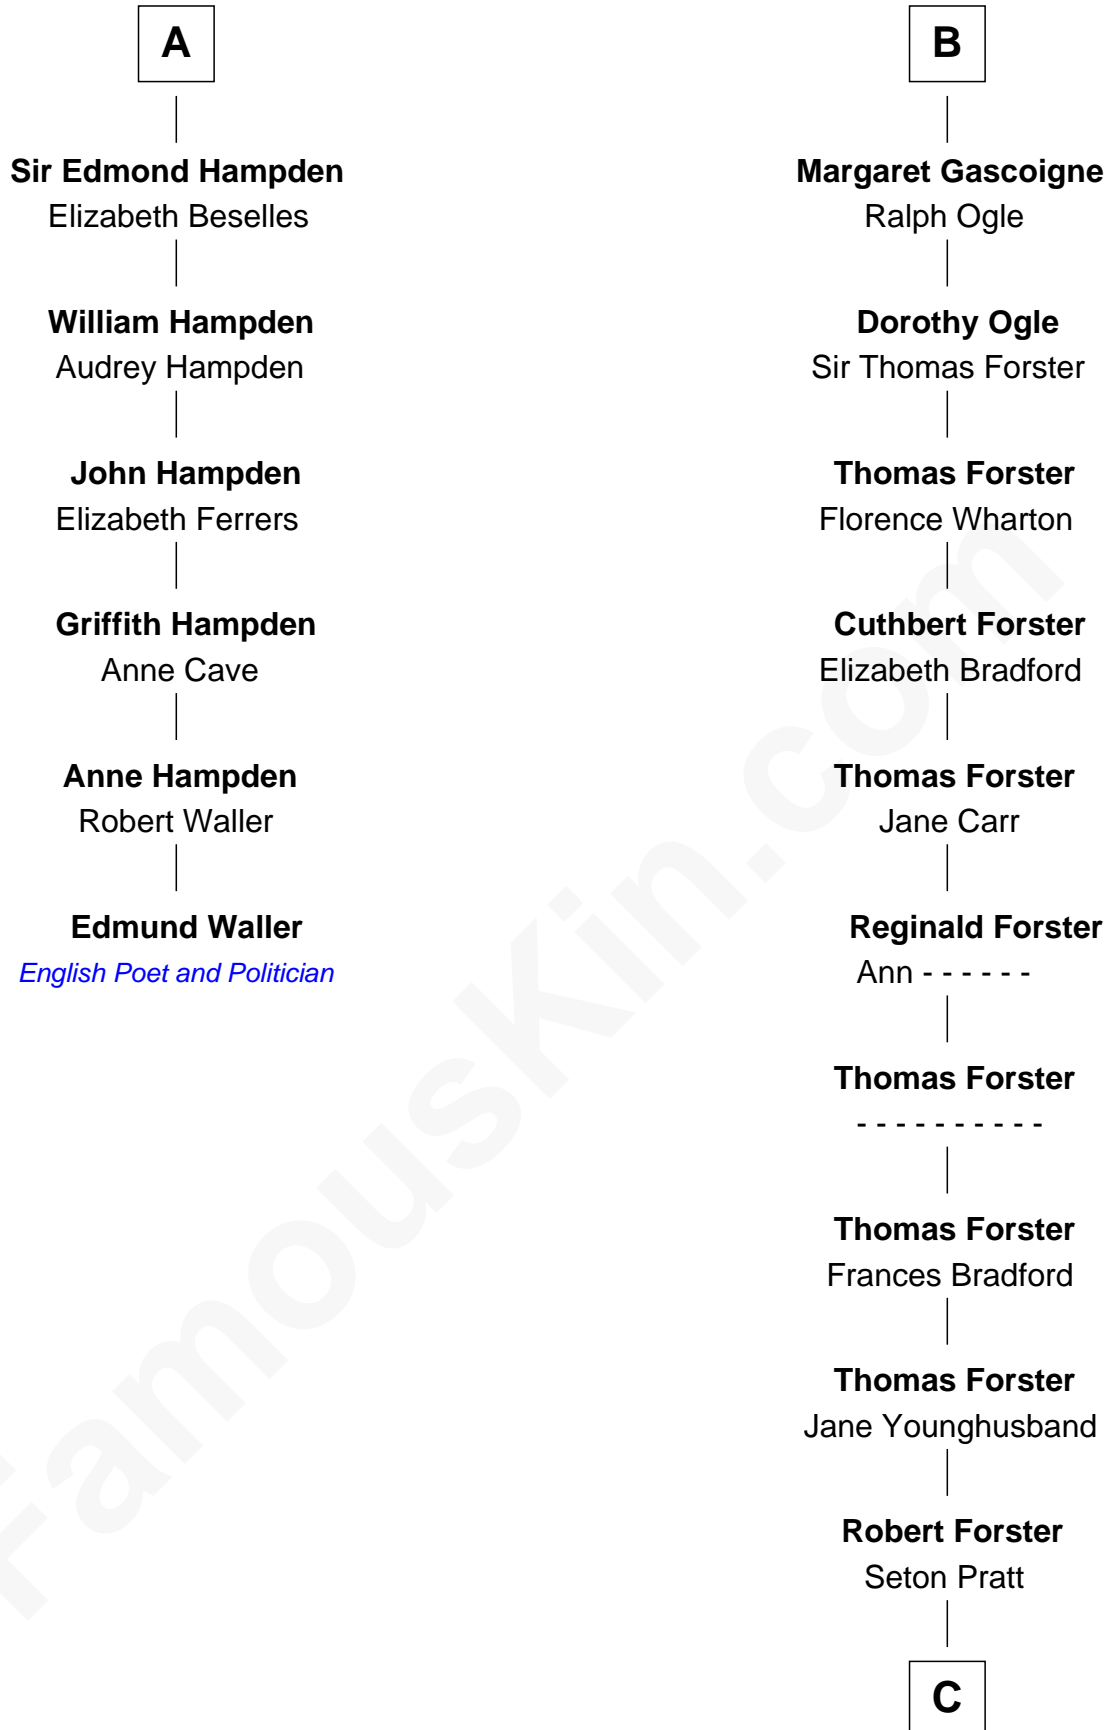 A
Sir Edmond Hampden
Elizabeth Beselles
William Hampden
Audrey Hampden
John Hampden
Elizabeth Ferrers
Griffith Hampden
Anne Cave
Anne Hampden
Robert Waller
Edmund Waller
English Poet and Politician
B
Margaret Gascoigne
Ralph Ogle
Dorothy Ogle
Sir Thomas Forster
Thomas Forster
Florence Wharton
Cuthbert Forster
Elizabeth Bradford
Thomas Forster
Jane Carr
Reginald Forster
Ann - - - - - -
Thomas Forster
- - - - - - - - - -
Thomas Forster
Frances Bradford
Thomas Forster
Jane Younghusband
Robert Forster
Seton Pratt
C
FamousKin.com